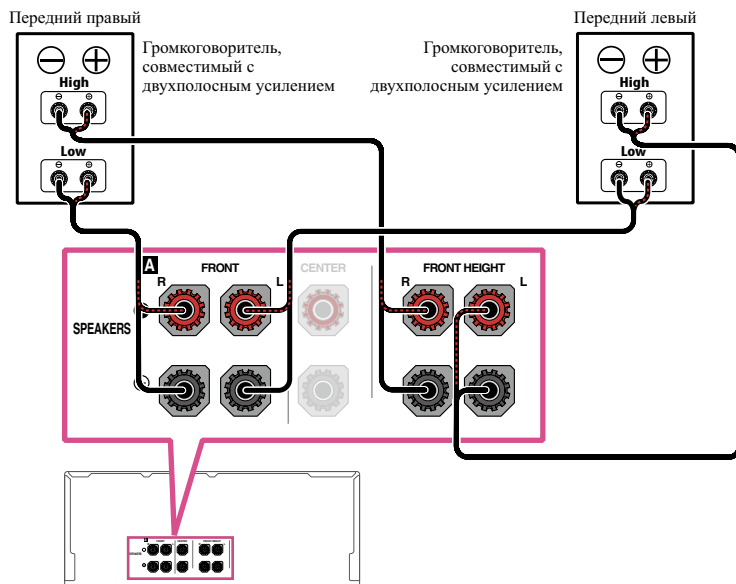 Передний правый
Передний левый
Громкоговоритель,
совместимый с
двухполосным усилением
Громкоговоритель,
совместимый с
двухполосным усилением
High
Low
High
Low
A
FRONT
CENTER
FRONT HEIGHT
R
L
R
L
SPEAKERS